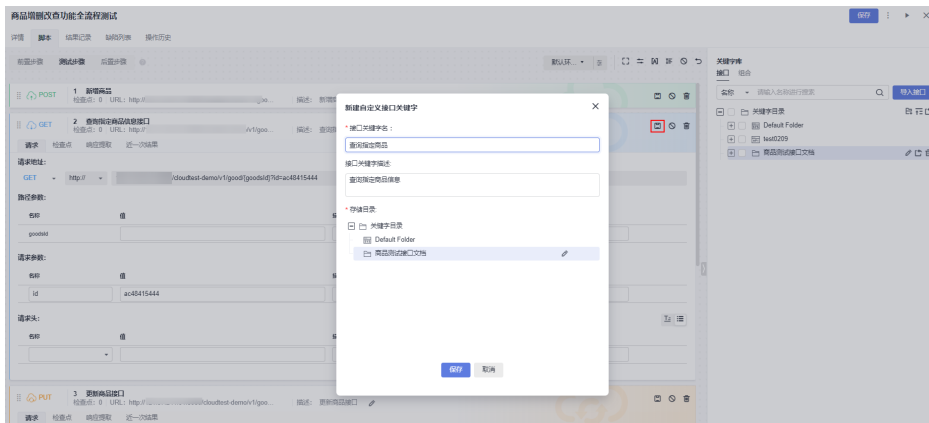 商品增删改查功能全流程测试
保存
详情 脚本 结果记录 缺陷列表 操作历史
前置步骤 测试步骤 后置步骤
默认环...
关键字库
接口 组合
名称 请输入名称进行搜索
导入接口
关键字目录
Default Folder
test0209
商品测试接口文档
POST 1 新增商品
检查点: 0 URL: http://
描述: 新增
GET 2 查询指定商品信息接口
检查点: 0 URL: http:// /v1/goo...
描述: 查询
请求 检查点 响应提取 近一次结果
请求地址:
GET http:// /cloudtest-demo/v1/good/{goodsId}?id=ac48415444
路径参数:
名称 值
goodsId
请求参数:
名称 值
id ac48415444
请求头:
名称 值
PUT 3 更新商品接口
检查点: 0 URL: http:// cloudtest-demo/v1/goo...
描述: 更新商品接口
请求 检查点 响应提取 近一次结果
新建自定义接口关键字
* 接口关键字名:
查询指定商品
接口关键字描述
查询指定商品信息
* 存储目录
关键字目录
Default Folder
商品测试接口文档
保存 取消